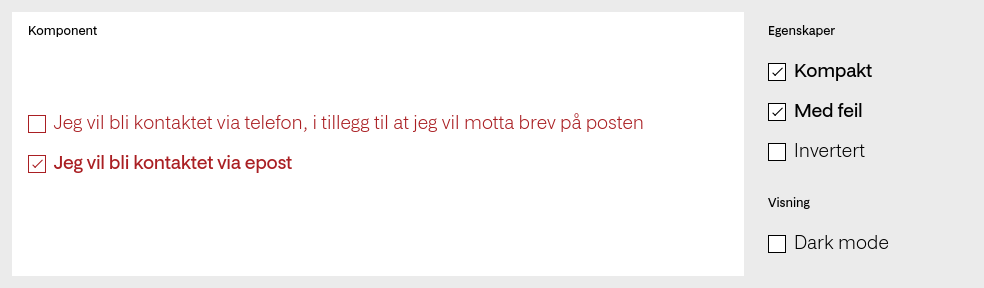 Komponent
Jeg vil bli kontaktet via telefon, i tillegg til at jeg vil motta brev på posten
Jeg vil bli kontaktet via epost
Egenskaper
Kompakt
Med feil
Invertert
Visning
Dark mode